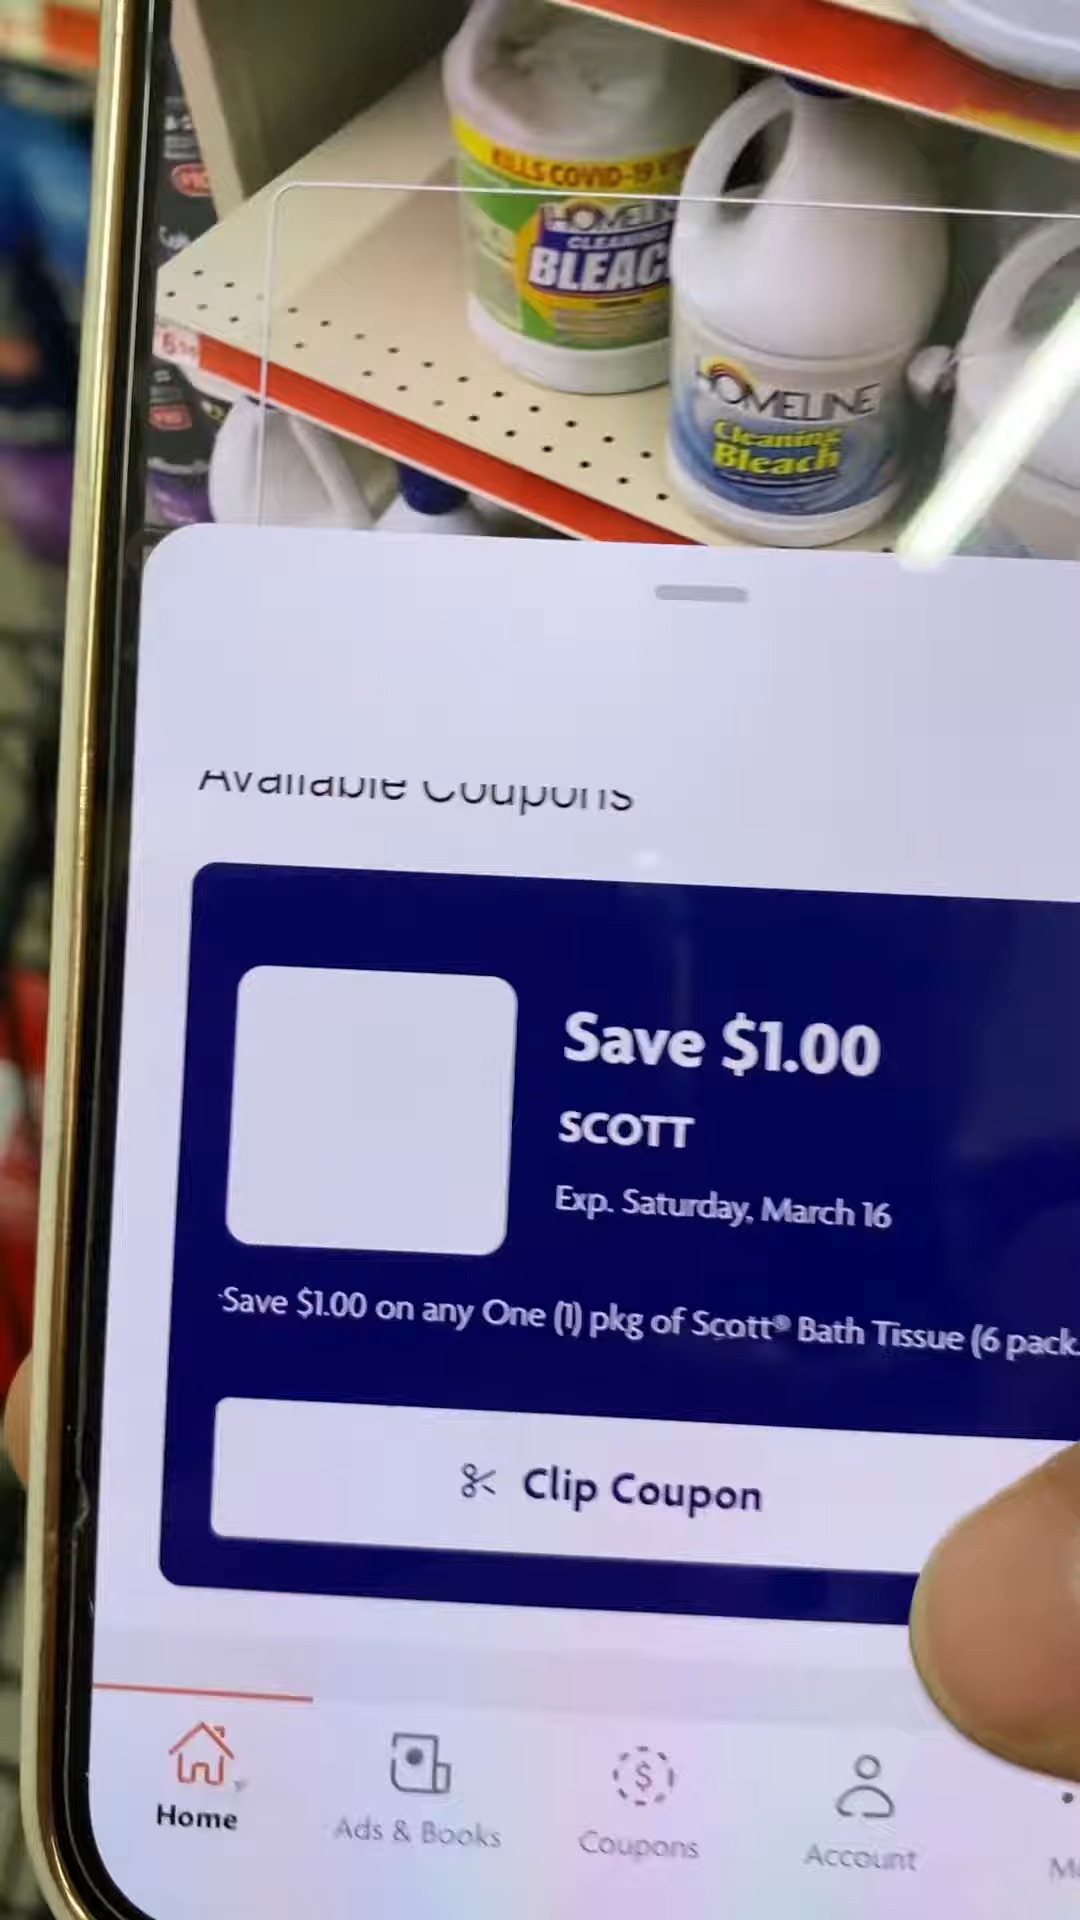 KILLS COVID-19
HOMELINE
CLEANING
BLEACH
HOMELINE
Cleaning
Bleach
Available Coupons
Save $1.00
SCOTT
Exp. Saturday, March 16
Save $1.00 on any One (1) pkg of Scott® Bath Tissue (6 pack
Clip Coupon
Home
Ads & Books
Coupons
Account